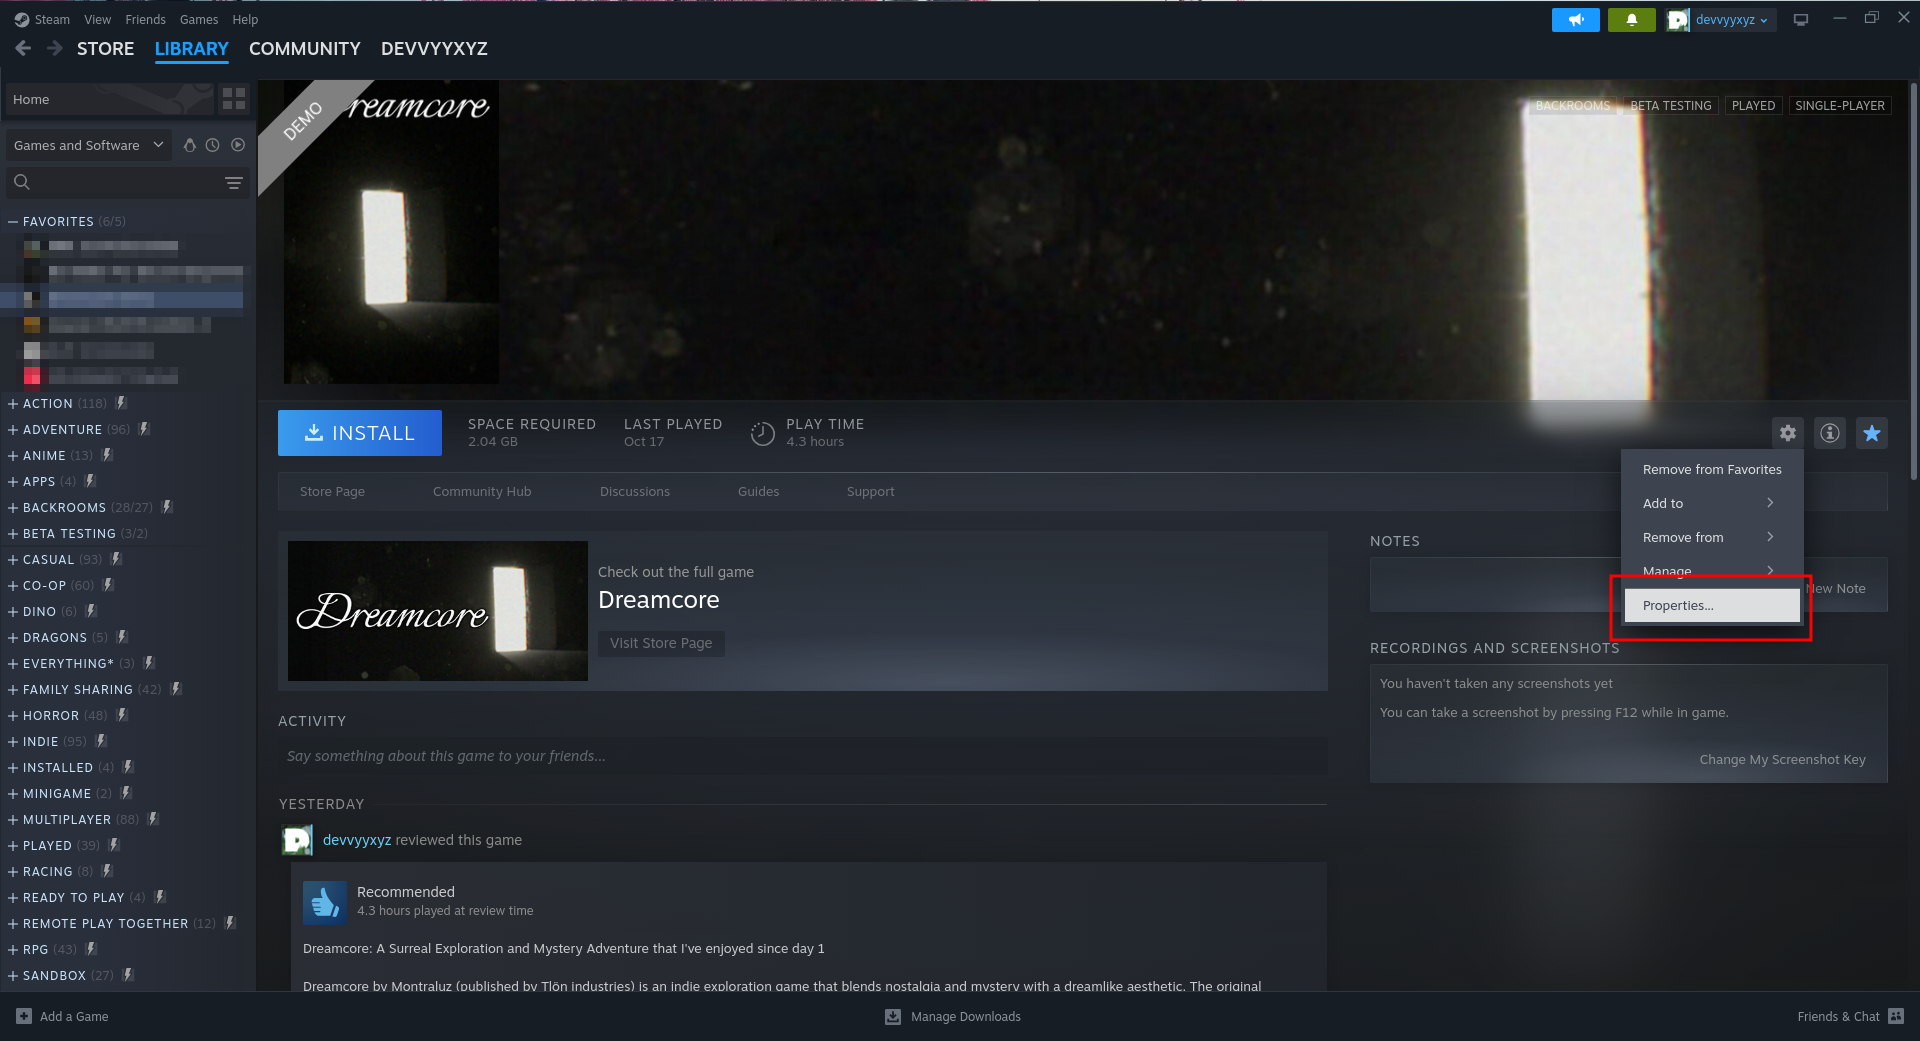 Steam View Friends Games Help
devvyyxyz
STORE LIBRARY COMMUNITY DEVVYYXYZ
Home
Games and Software
FAVORITES (6/5)
ACTION (118)
ADVENTURE (96)
ANIME (13)
APPS (4)
BACKROOMS (28/27)
BETA TESTING (3/2)
CASUAL (93)
CO-OP (60)
DINO (6)
DRAGONS (5)
EVERYTHING* (3)
FAMILY SHARING (42)
HORROR (48)
INDIE (95)
INSTALLED (4)
MINIGAME (2)
MULTIPLAYER (88)
PLAYED (39)
RACING (8)
READY TO PLAY (4)
REMOTE PLAY TOGETHER (12)
RPG (43)
SANDBOX (27)
DEMO
Dreamcore
BACKROOMS BETA TESTING PLAYED SINGLE-PLAYER
INSTALL
SPACE REQUIRED
2.04 GB
LAST PLAYED
Oct 17
PLAY TIME
4.3 hours
Store Page Community Hub Discussions Guides Support
Remove from Favorites
Add to
Remove from
Manage
Properties...
Dreamcore
Check out the full game
Dreamcore
Visit Store Page
NOTES
New Note
RECORDINGS AND SCREENSHOTS
You haven't taken any screenshots yet
You can take a screenshot by pressing F12 while in game.
Change My Screenshot Key
ACTIVITY
Say something about this game to your friends...
YESTERDAY
devvyyxyz reviewed this game
Recommended
4.3 hours played at review time
Dreamcore: A Surreal Exploration and Mystery Adventure that I've enjoyed since day 1
Dreamcore by Montraluz (published by Tlön industries) is an indie exploration game that blends nostalgia and mystery with a dreamlike aesthetic. The original
Add a Game
Manage Downloads
Friends & Chat